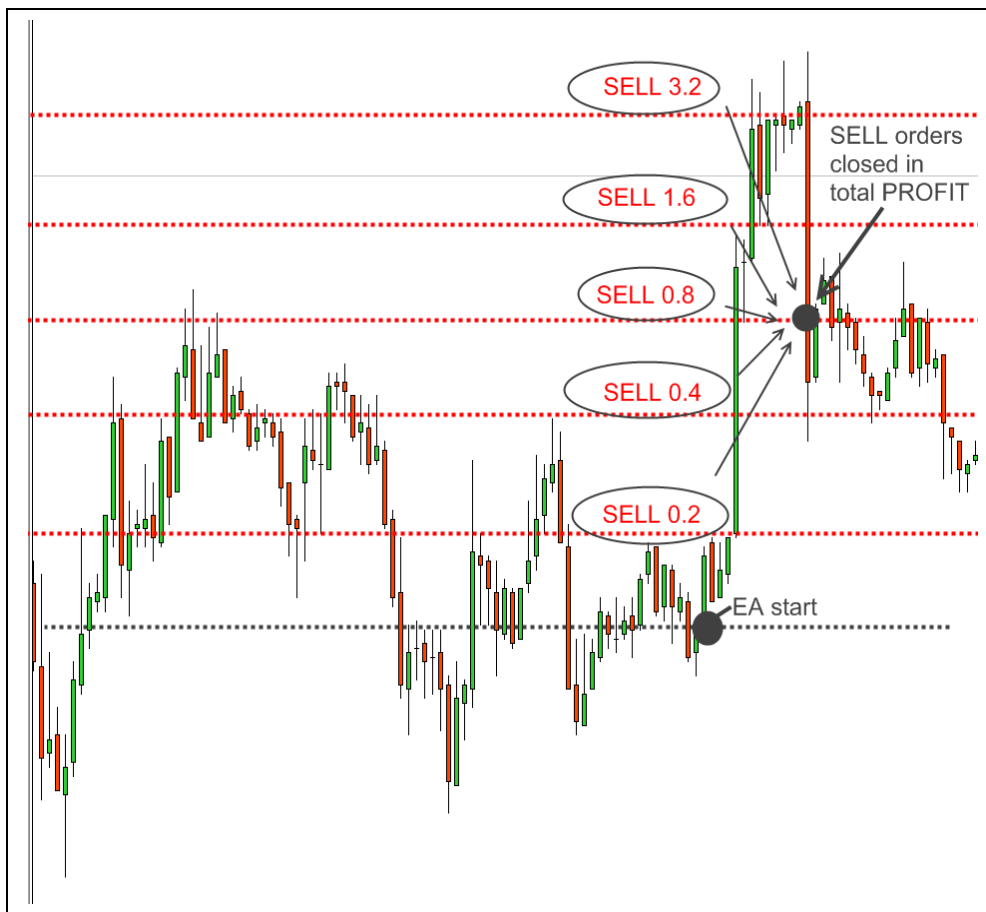 SELL 3.2
SELL orders
closed in
total PROFIT
SELL 1.6
SELL 0.8
SELL 0.4
SELL 0.2
EA start